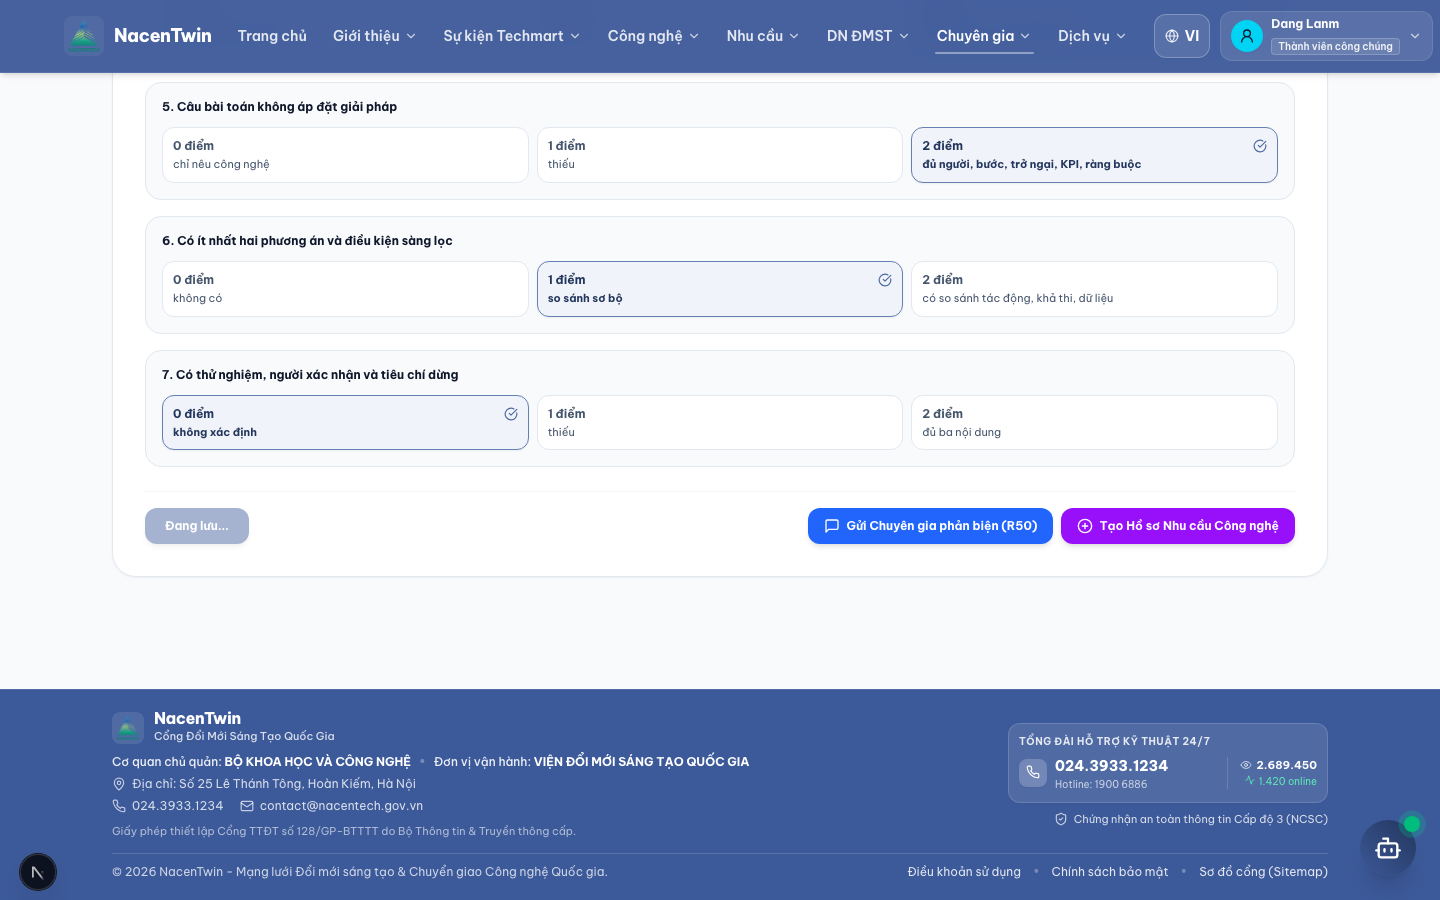 NacenTwin
Trang chủ
Giới thiệu
Sự kiện Techmart
Công nghệ
Nhu cầu
DN ĐMST
Chuyên gia
Dịch vụ
VI
Dang Lanm
Thành viên công chúng
5. Câu bài toán không áp đặt giải pháp
0 điểm
chỉ nêu công nghệ
1 điểm
thiếu
2 điểm
đủ người, bước, trở ngại, KPI, ràng buộc
6. Có ít nhất hai phương án và điều kiện sàng lọc
0 điểm
không có
1 điểm
so sánh sơ bộ
2 điểm
có so sánh tác động, khả thi, dữ liệu
7. Có thử nghiệm, người xác nhận và tiêu chí dừng
0 điểm
không xác định
1 điểm
thiếu
2 điểm
đủ ba nội dung
Đang lưu...
Gửi Chuyên gia phản biện (R50)
Tạo Hồ sơ Nhu cầu Công nghệ
NacenTwin
Cổng Đổi Mới Sáng Tạo Quốc Gia
Cơ quan chủ quản: BỘ KHOA HỌC VÀ CÔNG NGHỆ • Đơn vị vận hành: VIỆN ĐỔI MỚI SÁNG TẠO QUỐC GIA
Địa chỉ: Số 25 Lê Thánh Tông, Hoàn Kiếm, Hà Nội
024.3933.1234 contact@nacentech.gov.vn
Giấy phép thiết lập Cổng TTĐT số 128/GP-BTTTT do Bộ Thông tin & Truyền thông cấp.
TỔNG ĐÀI HỖ TRỢ KỸ THUẬT 24/7
024.3933.1234
Hotline: 1900 6886
2.689.450
1.420 online
Chứng nhận an toàn thông tin Cấp độ 3 (NCSC)
© 2026 NacenTwin - Mạng lưới Đổi mới sáng tạo & Chuyển giao Công nghệ Quốc gia.
Điều khoản sử dụng • Chính sách bảo mật • Sơ đồ cổng (Sitemap)
N